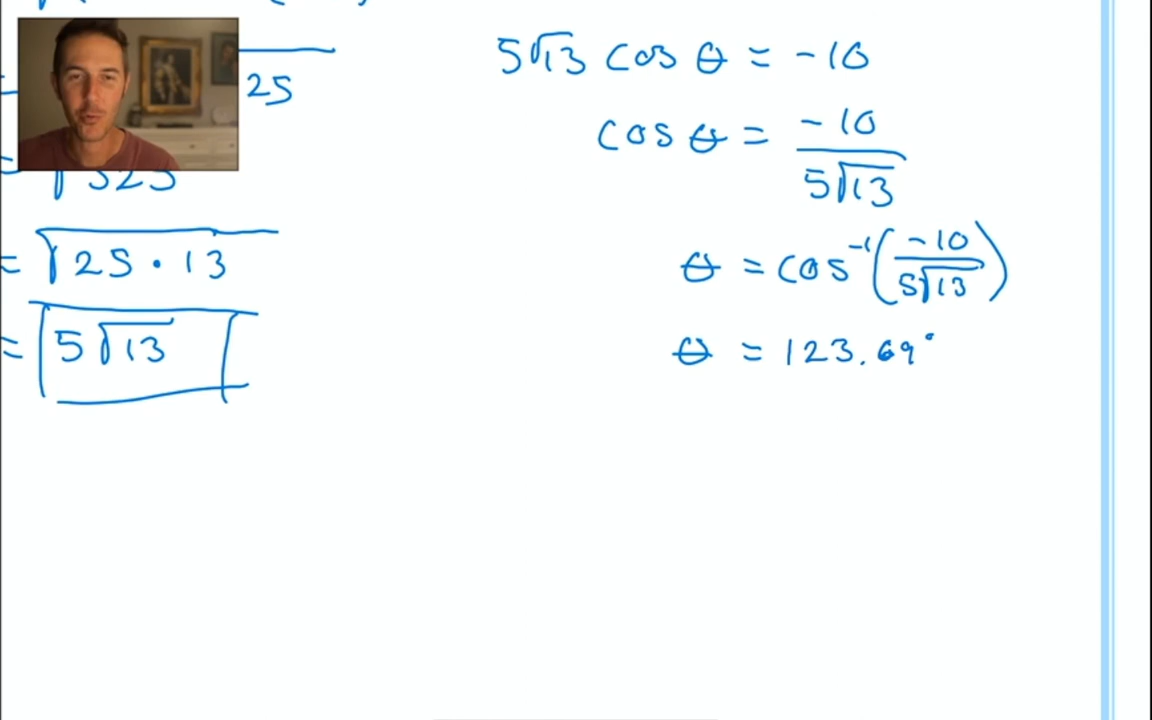 = 25
= √325
= √25 · 13
= 5√13
5√13 cos θ = -10
cos θ = -10 / 5√13
θ = cos⁻¹(-10 / 5√13)
θ = 123.69°